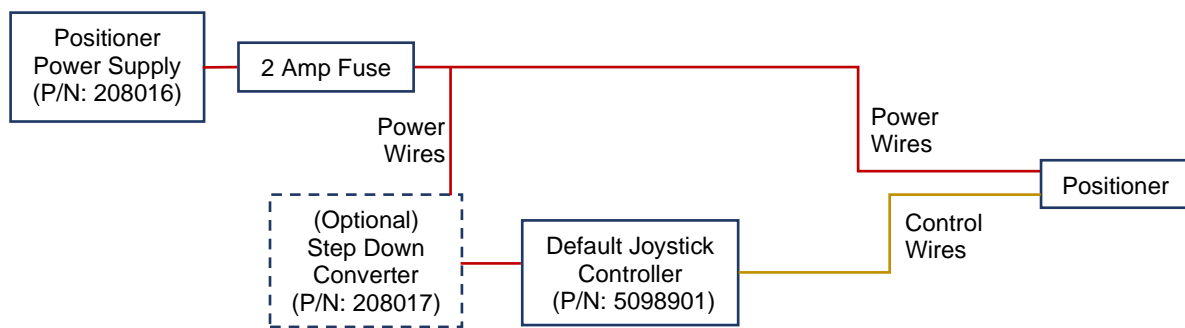 Positioner
Power Supply
(P/N: 208016)
2 Amp Fuse
Power
Wires
Power
Wires
Positioner
(Optional)
Step Down
Converter
(P/N: 208017)
Default Joystick
Controller
(P/N: 5098901)
Control
Wires